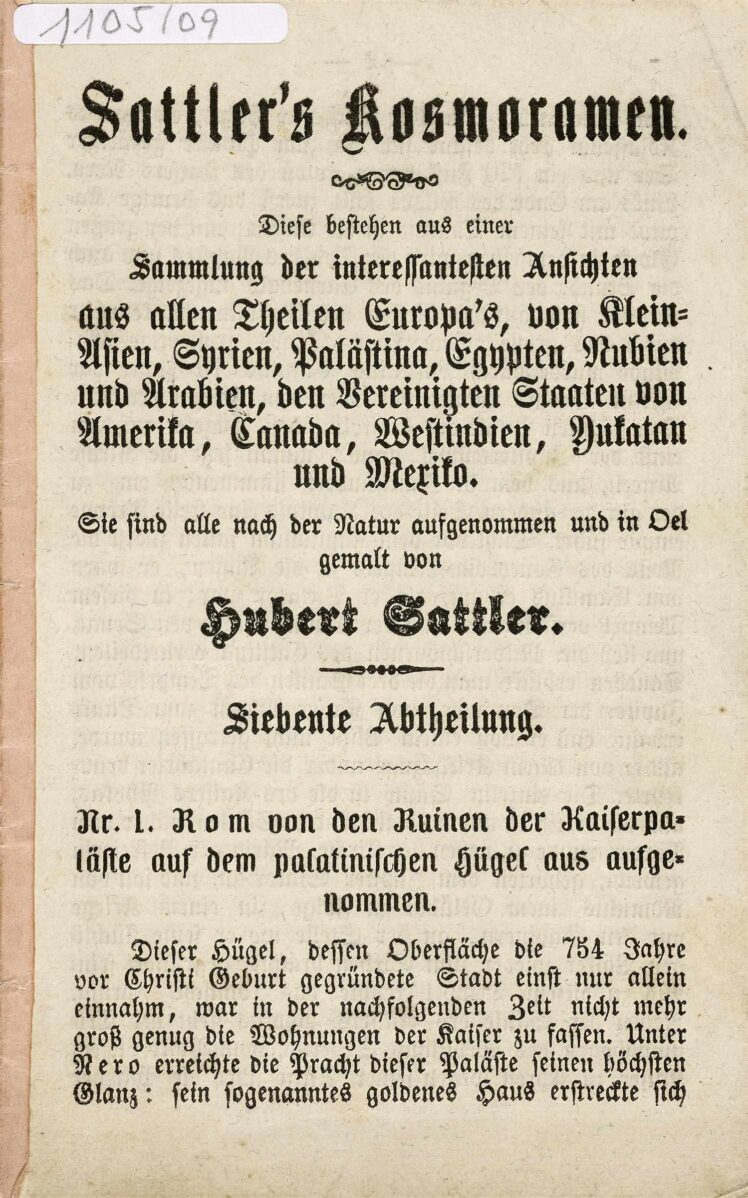 1105/09
Sattler's Kosmoramen.
Diese bestehen aus einer
Sammlung der interessantesten Ansichten
aus allen Theilen Europa's, von Klein-
Asien, Syrien, Palästina, Egypten, Nubien
und Arabien, den Vereinigten Staaten von
Amerika, Canada, Westindien, Yukatan
und Mexiko.
Sie sind alle nach der Natur aufgenommen und in Oel
gemalt von
Hubert Sattler.
Siebente Abtheilung.
Nr. 1. Rom von den Ruinen der Kaiserpa-
läste auf dem palatinischen Hügel aus aufge-
nommen.
Dieser Hügel, dessen Oberfläche die 754 Jahre
vor Christi Geburt gegründete Stadt einst nur allein
einnahm, war in der nachfolgenden Zeit nicht mehr
groß genug die Wohnungen der Kaiser zu fassen. Unter
Nero erreichte die Pracht dieser Paläste seinen höchsten
Glanz: sein sogenanntes goldenes Haus erstreckte sich